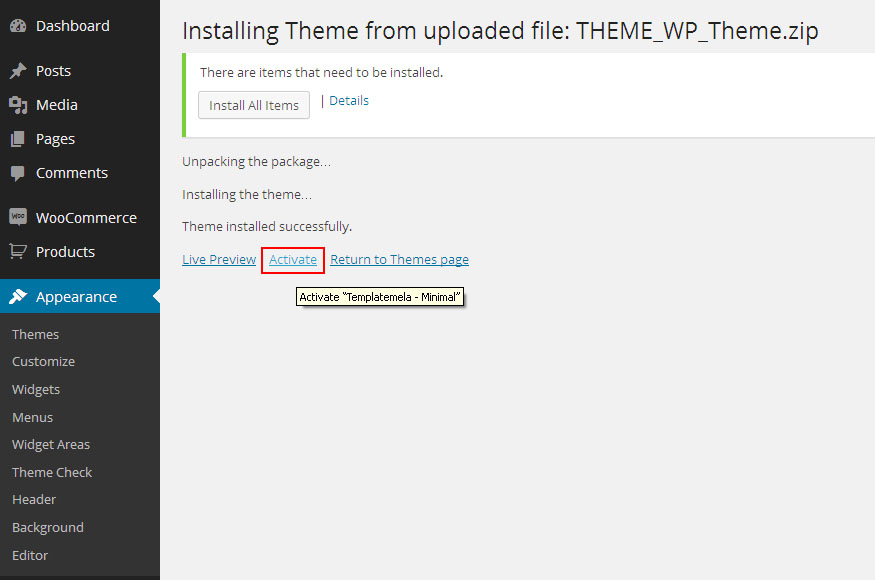 Dashboard
Posts
Media
Pages
Comments
WOO
WooCommerce
Products
Appearance
Themes
Customize
Widgets
Menus
Widget Areas
Theme Check
Header
Background
Editor
Installing Theme from uploaded file: THEME_WP_Theme.zip
There are items that need to be installed.
Install All Items | Details
Unpacking the package…
Installing the theme…
Theme installed successfully.
Live Preview Activate Return to Themes page
Activate “Templatemela - Minimal”